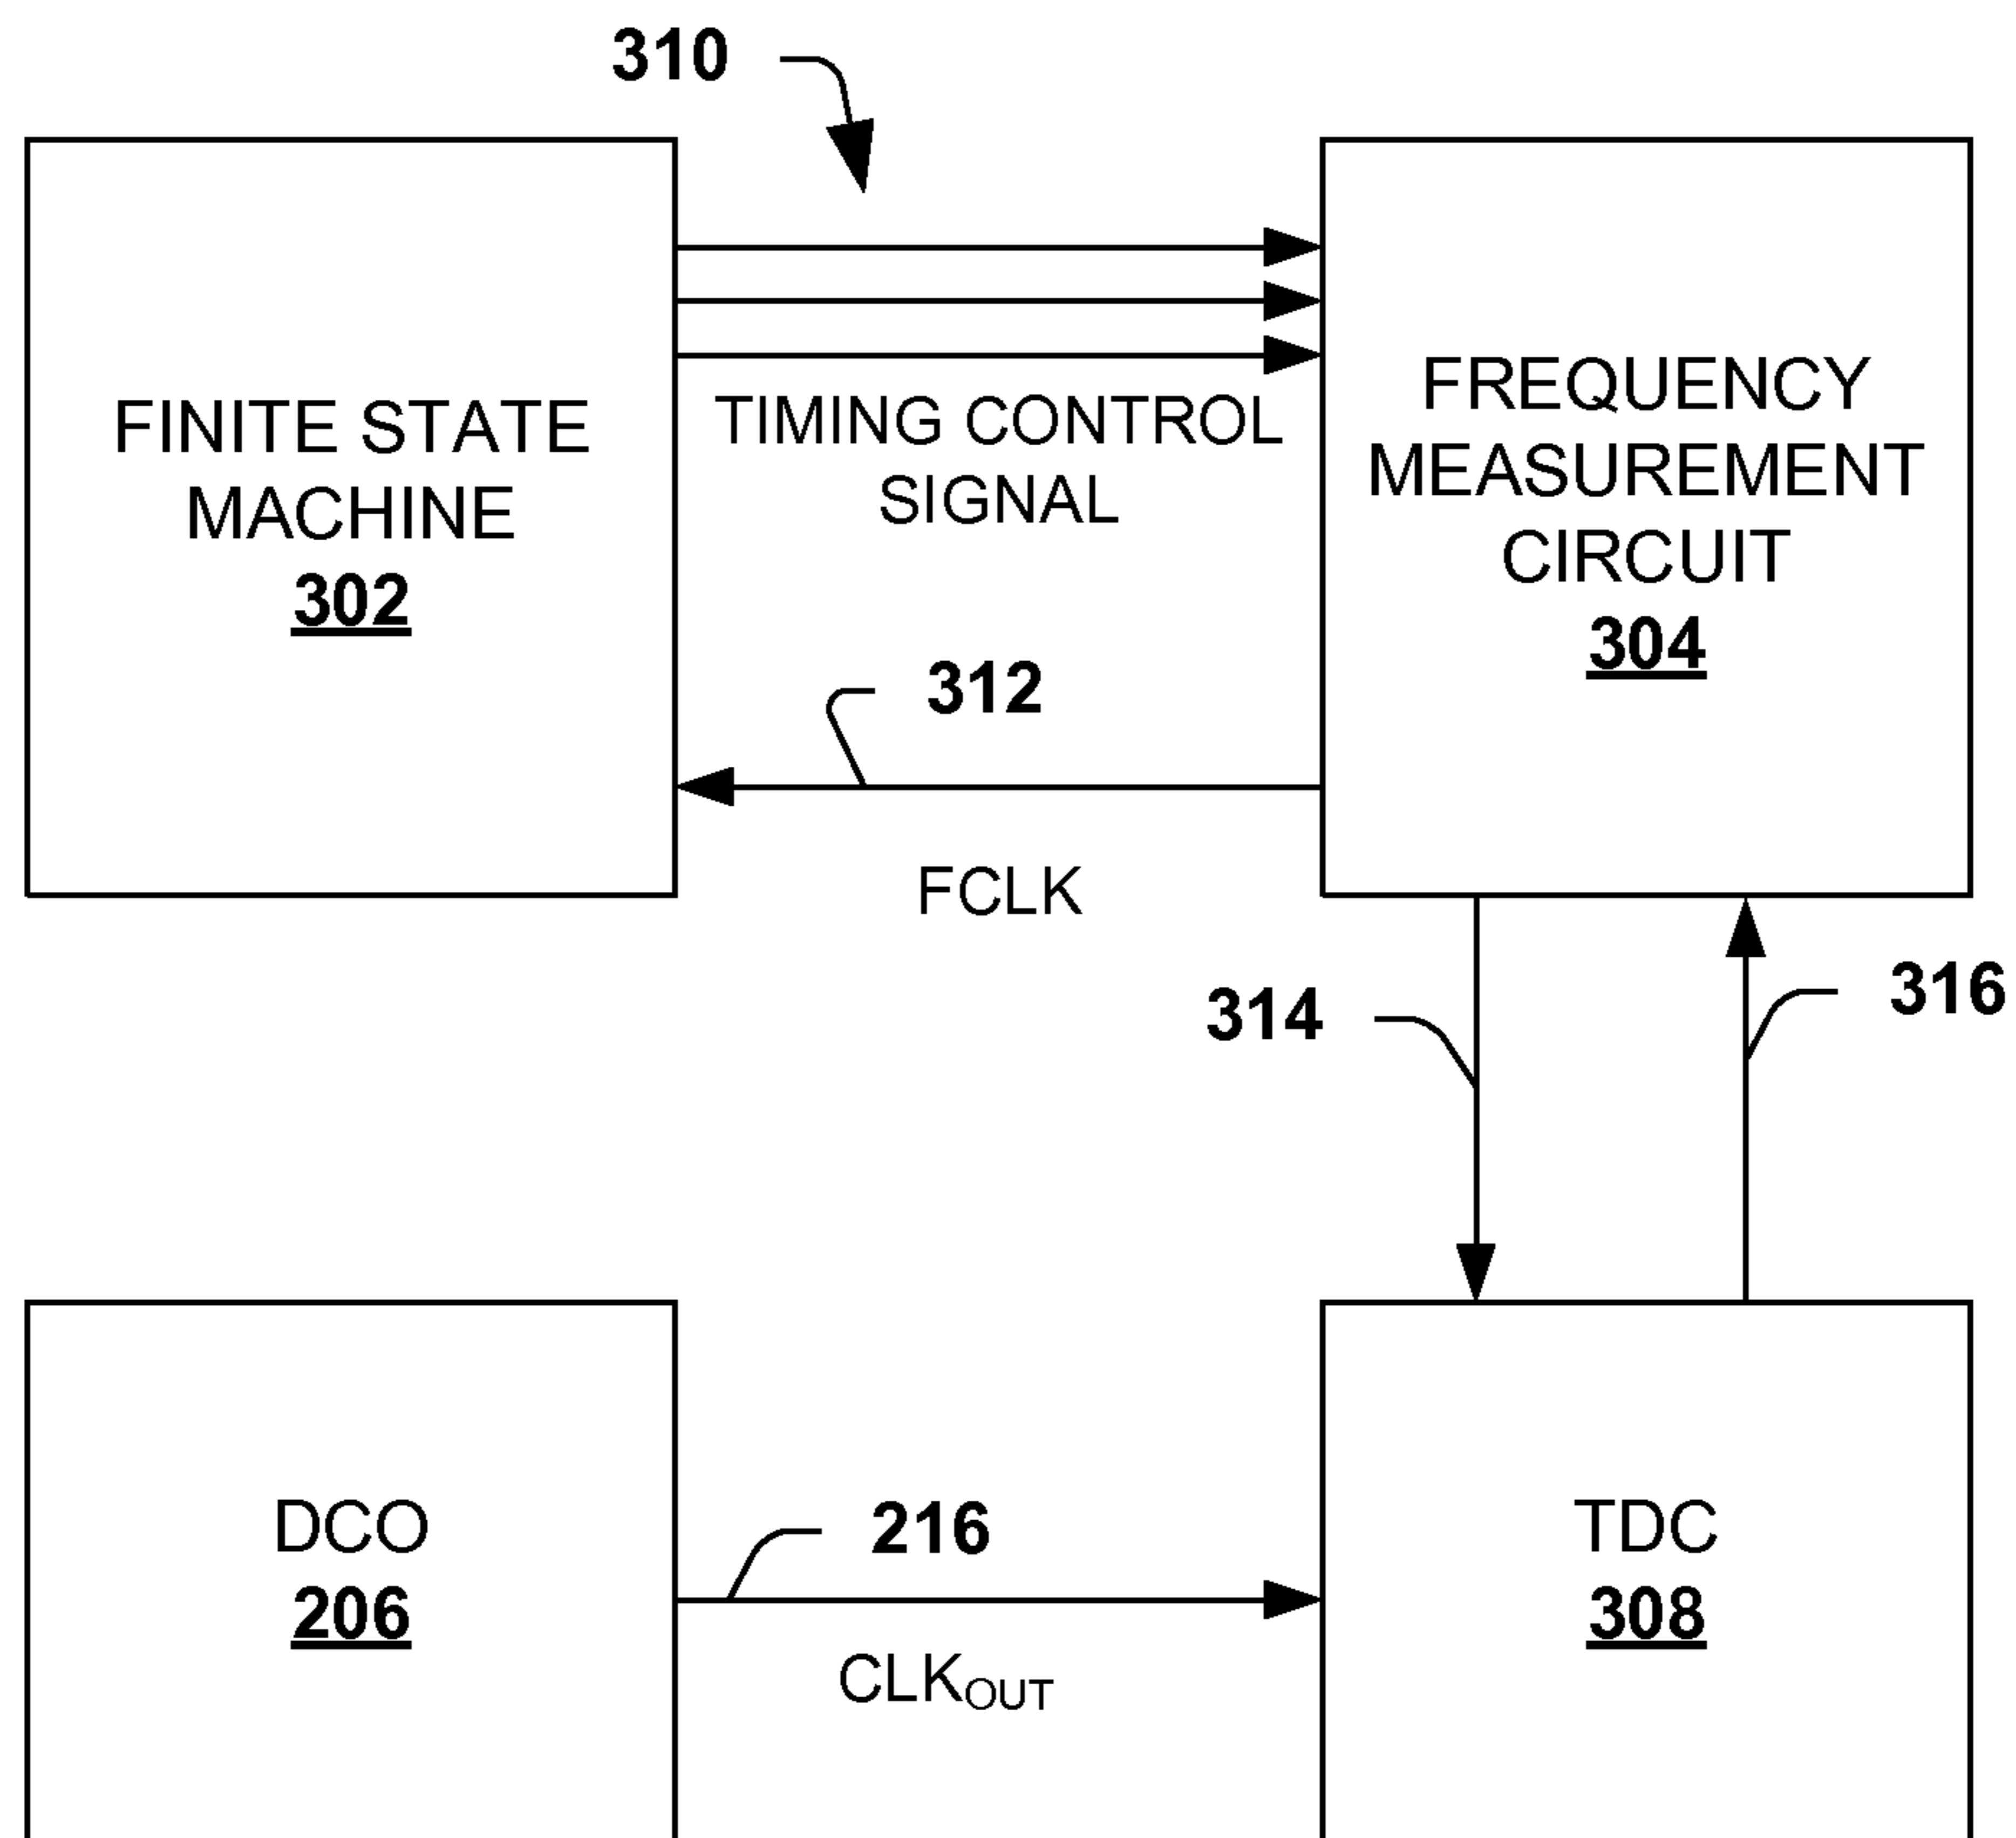 310
FINITE STATE
MACHINE
302
TIMING CONTROL
SIGNAL
FREQUENCY
MEASUREMENT
CIRCUIT
304
312
FCLK
314
316
DCO
206
216
CLKOUT
TDC
308